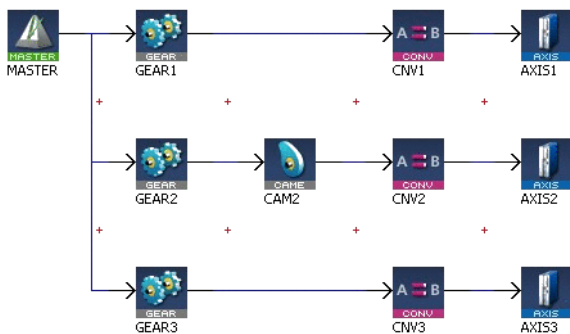 MASTER
GEAR
A B
CONV
AXIS
MASTER
GEAR1
CNV1
AXIS1
GEAR
CAME
A B
CONV
AXIS
GEAR2
CAM2
CNV2
AXIS2
GEAR
A B
CONV
AXIS
GEAR3
CNV3
AXIS3